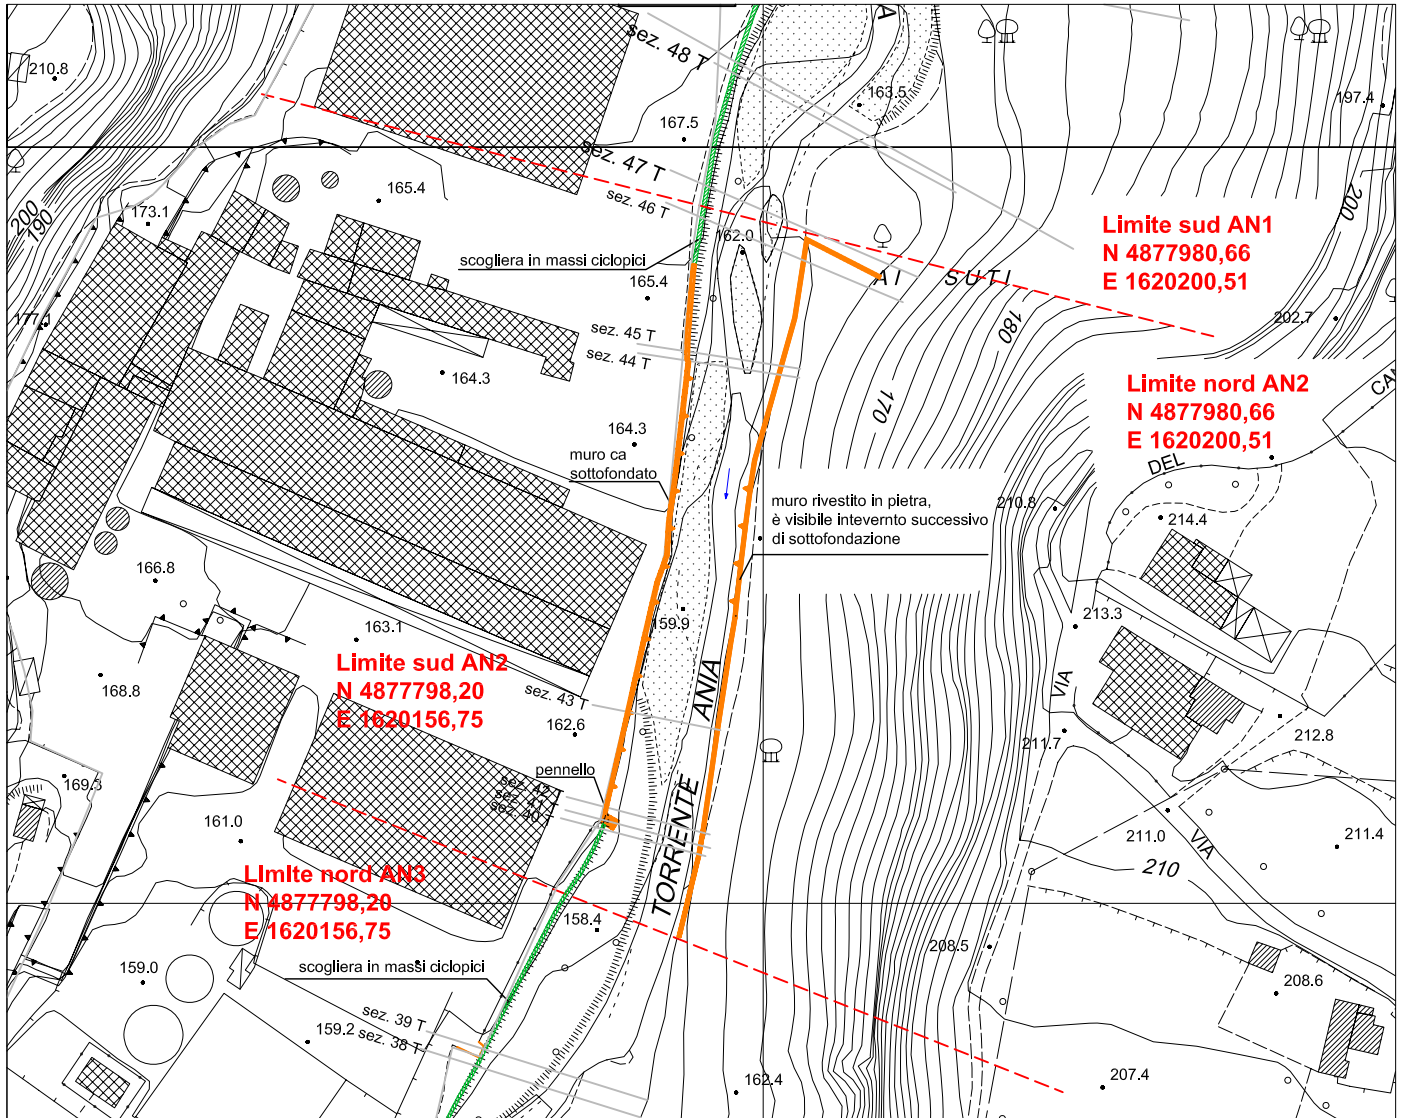 sez. 48 T
A
210.8
163.5
197.4
167.5
sez. 47 T
165.4
sez. 46 T
200
190
173.1
200
162.0
Limite sud AN1
N 4877980,66
E 1620200,51
scogliera in massi ciclopici
165.4
AI SUTI
177.1
sez. 45 T
180
202.7
sez. 44 T
164.3
170
Limite nord AN2
N 4877980,66
E 1620200,51
CAN
164.3
muro ca
sottofondato
DEL
muro rivestito in pietra,
è visibile intevernto successivo
di sottofondazione
210.8
214.4
166.8
163.1
159.9
213.3
Limite sud AN2
N 4877798,20
E 1620156,75
168.8
sez. 43 T
162.6
TORRENTE ANIA
VIA
211.7
212.8
169.3
pennello
sez. 42 T
sez. 41 T
sez. 40 T
161.0
211.0
VIA
211.4
210
Limite nord AN3
N 4877798,20
E 1620156,75
158.4
208.5
159.0
scogliera in massi ciclopici
208.6
sez. 39 T
159.2
sez. 38 T
162.4
207.4